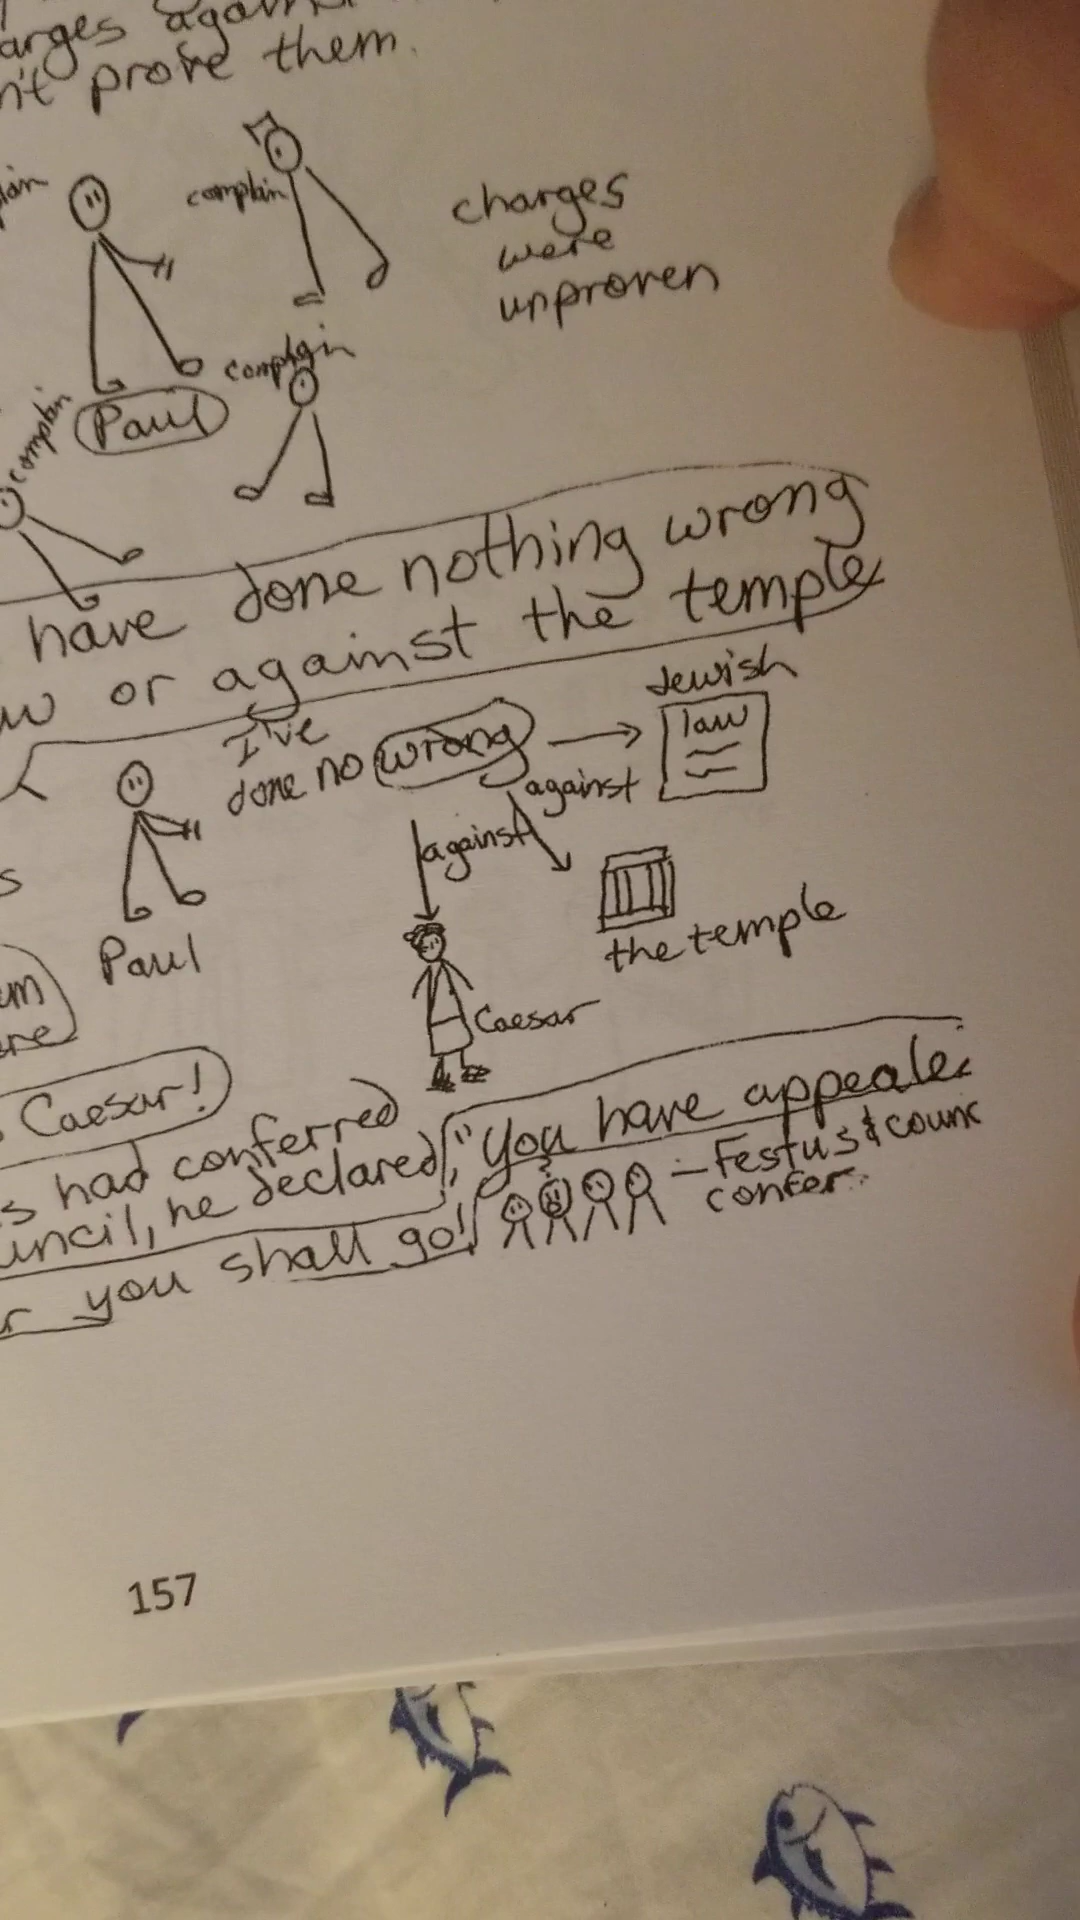 charges against
n't prove them.
complain
charges
were
unproven
complain
Paul
complain
have done nothing wrong
or against the temple
Jewish
law
I've
done no wrong
against
against
Paul
the temple
Caesar
Caesar!
had conferred
he declared, "You have appeale
Festus & counc
confer
you shall go!
157